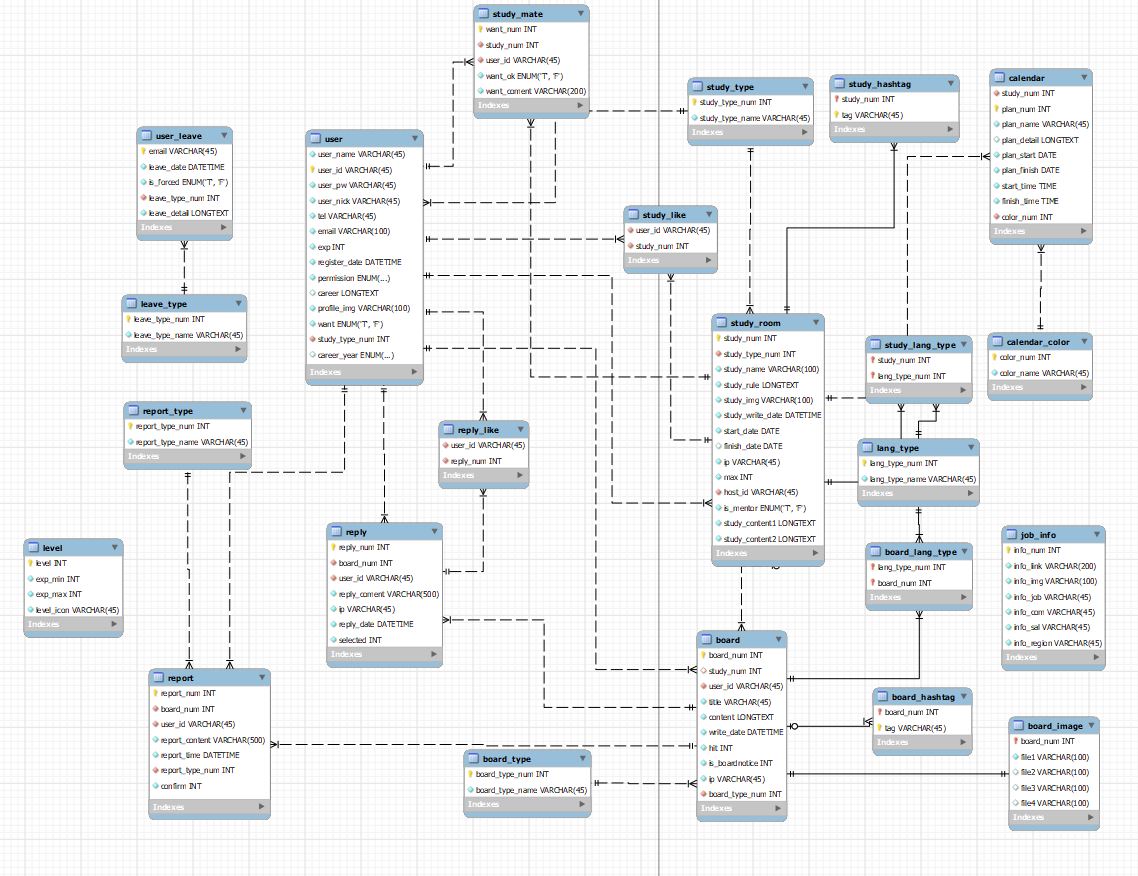 study_mate
want_num INT
study_num INT
user_id VARCHAR(45)
want_ok ENUM('T', 'F')
want_coment VARCHAR(200)
Indexes
study_type
study_type_num INT
study_type_name VARCHAR(45)
Indexes
study_hashtag
study_num INT
tag VARCHAR(45)
Indexes
calendar
study_num INT
plan_num INT
plan_name VARCHAR(45)
plan_detail LONGTEXT
plan_start DATE
plan_finish DATE
start_time TIME
finish_time TIME
color_num INT
Indexes
user_leave
email VARCHAR(45)
leave_date DATETIME
is_forced ENUM('T', 'F')
leave_type_num INT
leave_detail LONGTEXT
Indexes
user
user_name VARCHAR(45)
user_id VARCHAR(45)
user_pw VARCHAR(45)
user_nick VARCHAR(45)
tel VARCHAR(45)
email VARCHAR(100)
exp INT
register_date DATETIME
permission ENUM(...)
career LONGTEXT
profile_img VARCHAR(100)
want ENUM('T', 'F')
study_type_num INT
career_year ENUM(...)
Indexes
study_like
user_id VARCHAR(45)
study_num INT
Indexes
leave_type
leave_type_num INT
leave_type_name VARCHAR(45)
Indexes
study_room
study_num INT
study_type_num INT
study_name VARCHAR(100)
study_rule LONGTEXT
study_img VARCHAR(100)
study_write_date DATETIME
start_date DATE
finish_date DATE
ip VARCHAR(45)
max INT
host_id VARCHAR(45)
is_mentor ENUM('T', 'F')
study_content1 LONGTEXT
study_content2 LONGTEXT
Indexes
study_lang_type
study_num INT
lang_type_num INT
Indexes
calendar_color
color_num INT
color_name VARCHAR(45)
Indexes
report_type
report_type_num INT
report_type_name VARCHAR(45)
Indexes
reply_like
user_id VARCHAR(45)
reply_num INT
Indexes
lang_type
lang_type_num INT
lang_type_name VARCHAR(45)
Indexes
level
level INT
exp_min INT
exp_max INT
level_icon VARCHAR(45)
Indexes
reply
reply_num INT
board_num INT
user_id VARCHAR(45)
reply_coment VARCHAR(500)
ip VARCHAR(45)
reply_date DATETIME
selected INT
Indexes
board_lang_type
lang_type_num INT
board_num INT
Indexes
job_info
info_num INT
info_link VARCHAR(200)
info_img VARCHAR(100)
info_job VARCHAR(45)
info_com VARCHAR(45)
info_sal VARCHAR(45)
info_region VARCHAR(45)
Indexes
report
report_num INT
board_num INT
user_id VARCHAR(45)
report_content VARCHAR(500)
report_time DATETIME
report_type_num INT
confirm INT
Indexes
board
board_num INT
study_num INT
user_id VARCHAR(45)
title VARCHAR(45)
content LONGTEXT
write_date DATETIME
hit INT
is_boardnotice INT
ip VARCHAR(45)
board_type_num INT
Indexes
board_hashtag
board_num INT
tag VARCHAR(45)
Indexes
board_type
board_type_num INT
board_type_name VARCHAR(45)
Indexes
board_image
board_num INT
file1 VARCHAR(100)
file2 VARCHAR(100)
file3 VARCHAR(100)
file4 VARCHAR(100)
Indexes